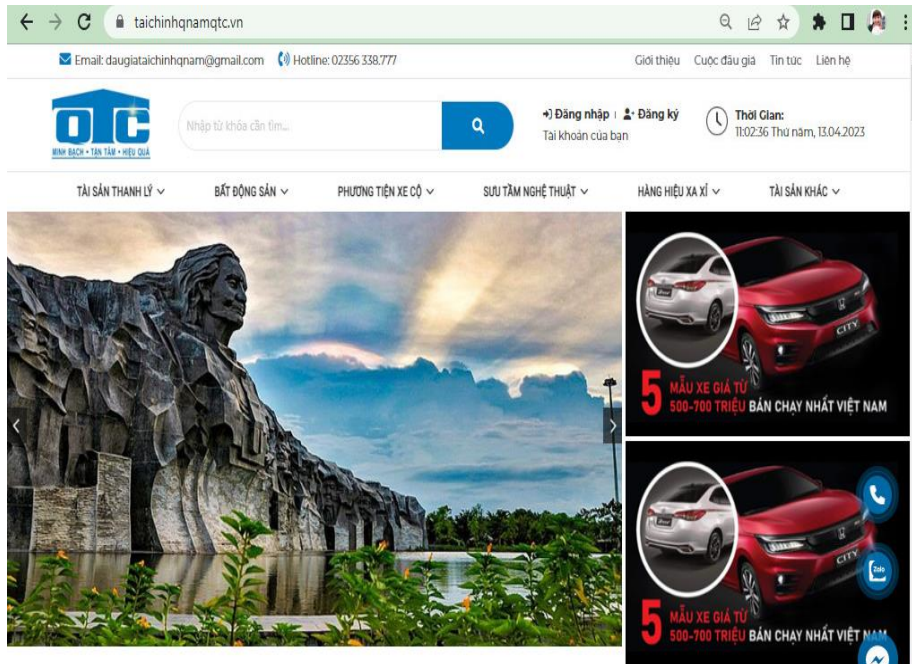 taichinhqnamqtc.vn
Email: daugiataichinhqnam@gmail.com Hotline: 02356 338.777
Giới thiệu Cuộc đấu giá Tin tức Liên hệ
QTC
MINH BẠCH • TẬN TÂM • HIỆU QUẢ
Nhập từ khóa cần tìm...
Đăng nhập | Đăng ký
Tài khoản của bạn
Thời Gian:
11:02:36 Thứ năm, 13.04.2023
TÀI SẢN THANH LÝ BẤT ĐỘNG SẢN PHƯƠNG TIỆN XE CỘ SƯU TẦM NGHỆ THUẬT HÀNG HIỆU XA XỈ TÀI SẢN KHÁC
CITY
5 MẪU XE GIÁ TỪ
500-700 TRIỆU BÁN CHẠY NHẤT VIỆT NAM
CITY
Zalo
5 MẪU XE GIÁ TỪ
500-700 TRIỆU BÁN CHẠY NHẤT VIỆT NAM